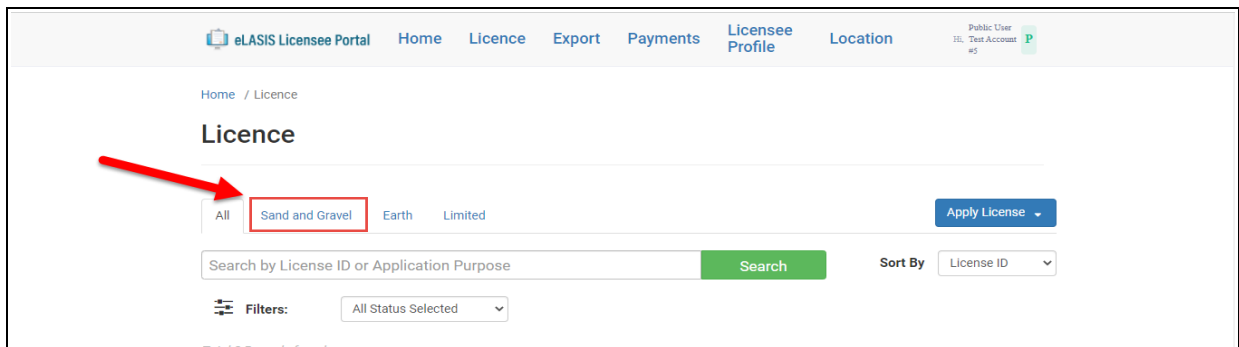 eLASIS Licensee Portal Home Licence Export Payments Licensee Profile Location Hi, Public User Test Account #5 P
Home / Licence
Licence
All Sand and Gravel Earth Limited Apply License
Search by License ID or Application Purpose Search Sort By License ID
Filters: All Status Selected